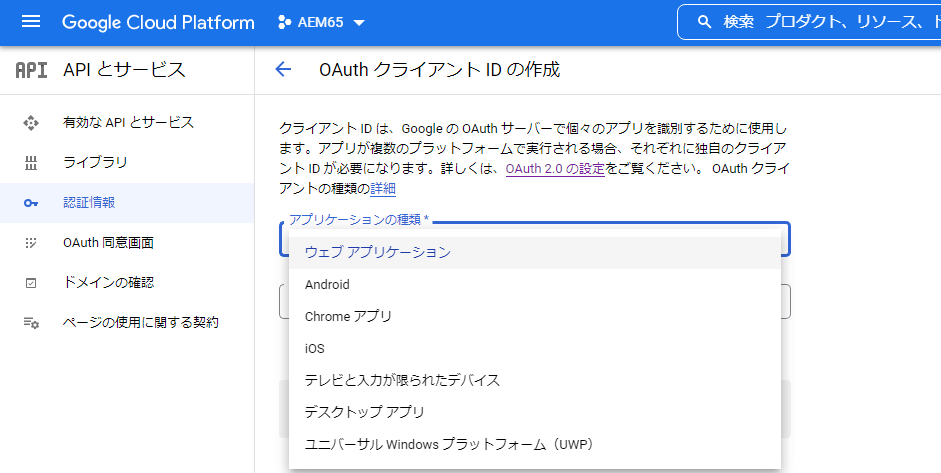 Google Cloud Platform
AEM65
検索 プロダクト、リソース、
API API とサービス
OAuth クライアント ID の作成
有効な API とサービス
ライブラリ
認証情報
OAuth 同意画面
ドメインの確認
ページの使用に関する契約
クライアント ID は、Google の OAuth サーバーで個々のアプリを識別するために使用し
ます。アプリが複数のプラットフォームで実行される場合、それぞれに独自のクライア
ント ID が必要になります。詳しくは、OAuth 2.0 の設定をご覧ください。 OAuth クライ
アントの種類の詳細
アプリケーションの種類 *
ウェブ アプリケーション
Android
Chrome アプリ
iOS
テレビと入力が限られたデバイス
デスクトップ アプリ
ユニバーサル Windows プラットフォーム（UWP）